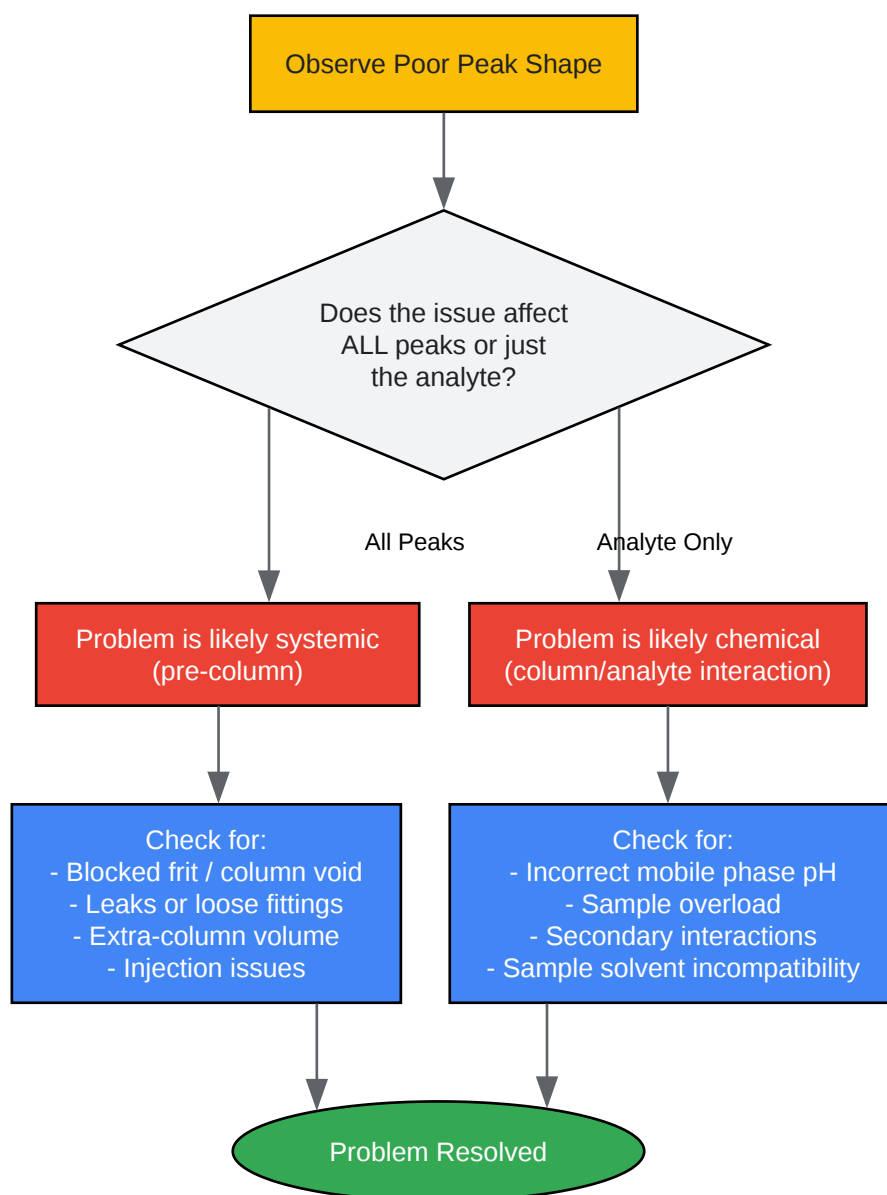 Observe Poor Peak Shape
Does the issue affect
ALL peaks or just
the analyte?
All Peaks
Analyte Only
Problem is likely systemic
(pre-column)
Problem is likely chemical
(column/analyte interaction)
Check for:
- Blocked frit / column void
- Leaks or loose fittings
- Extra-column volume
- Injection issues
Check for:
- Incorrect mobile phase pH
- Sample overload
- Secondary interactions
- Sample solvent incompatibility
Problem Resolved